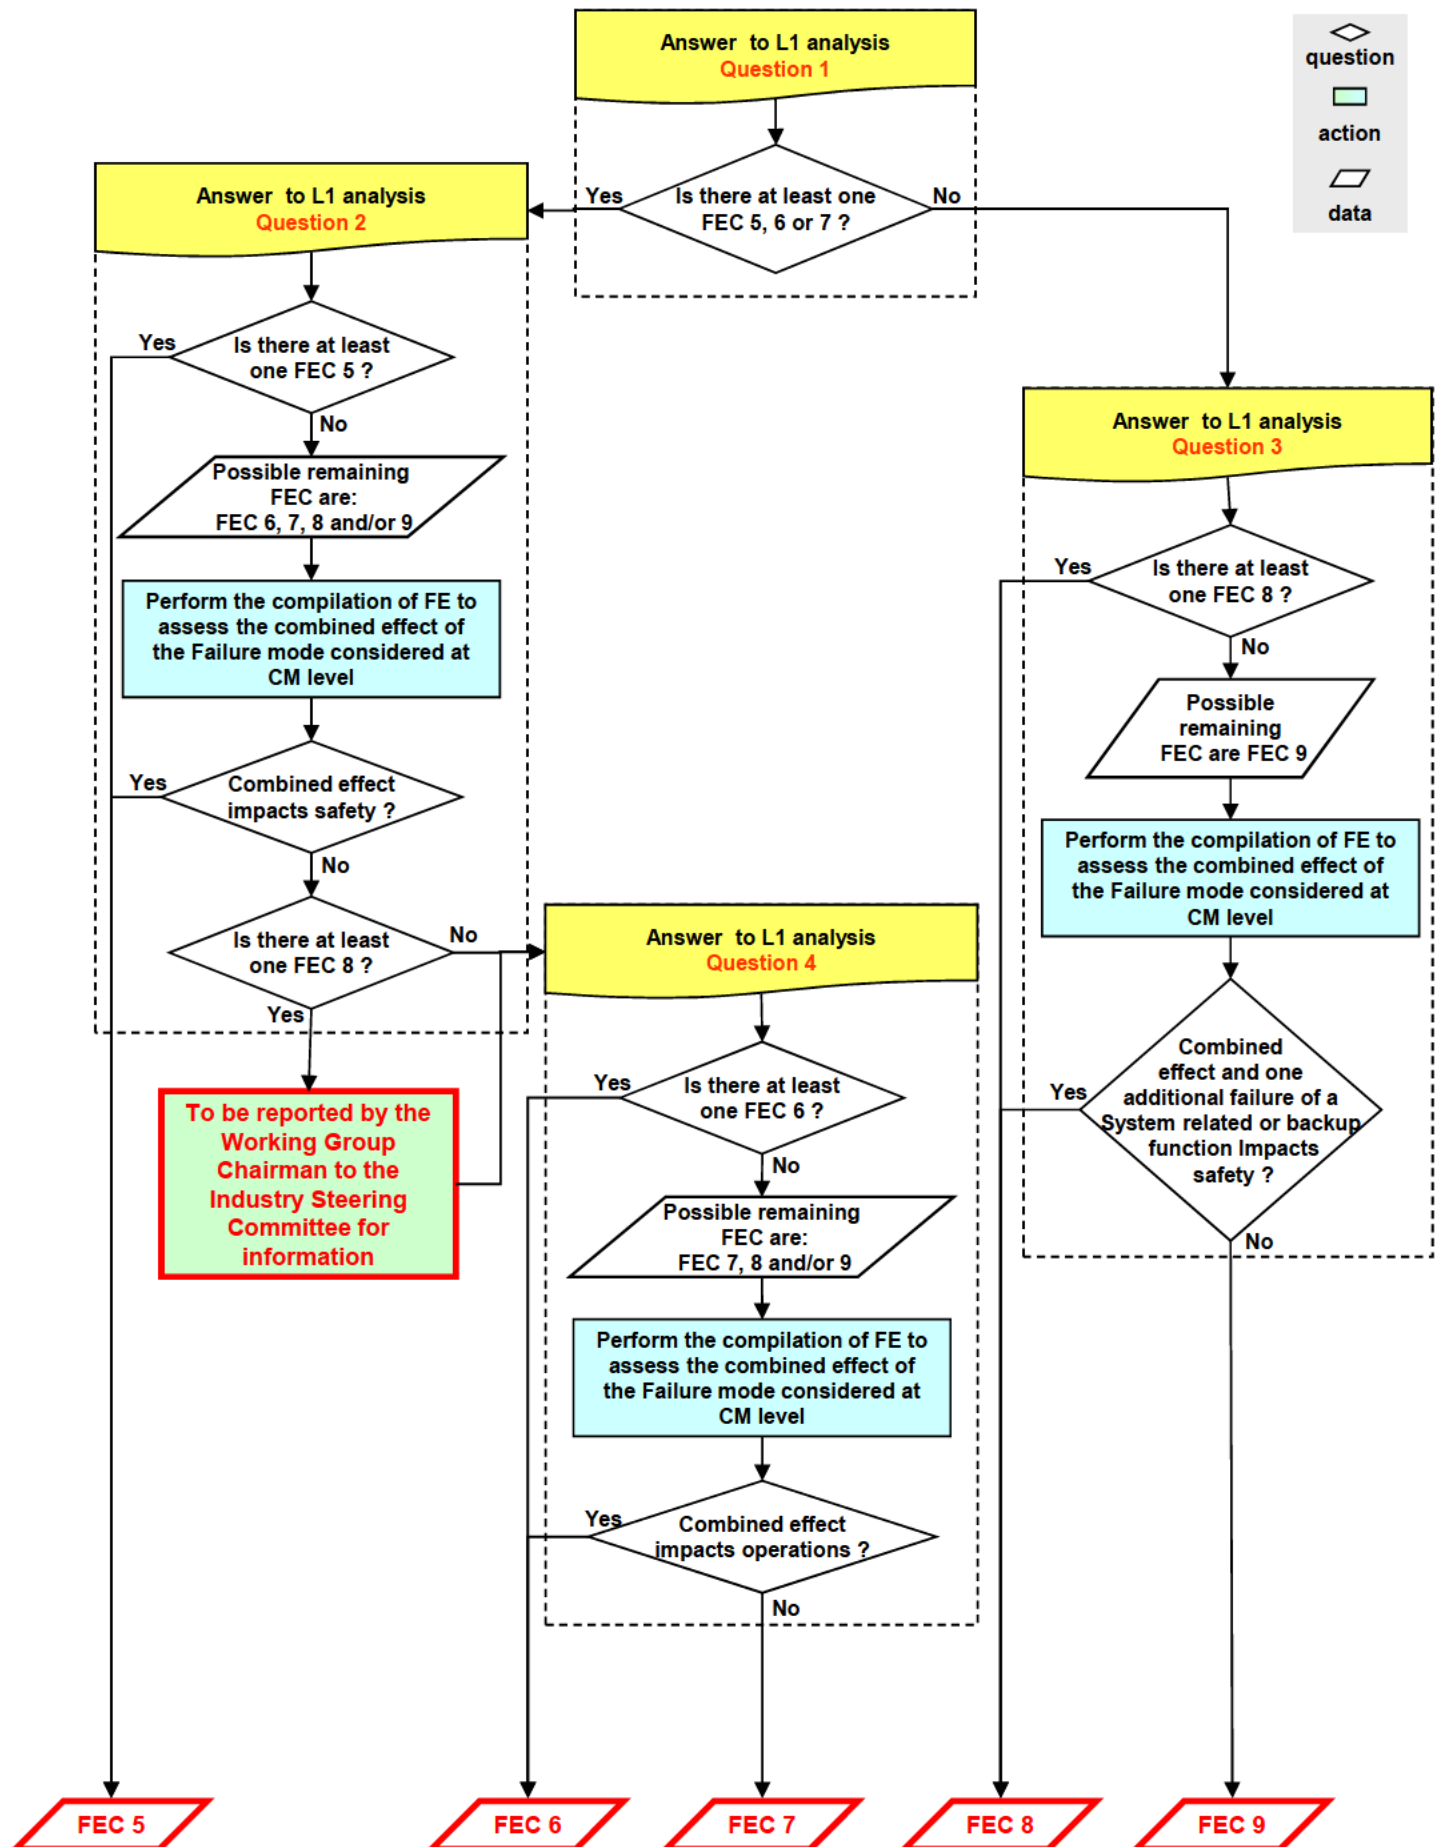 Answer to L1 analysis
Question 1
question
action
data
Is there at least one
FEC 5, 6 or 7 ?
Yes
No
Answer to L1 analysis
Question 2
Is there at least
one FEC 5 ?
Yes
No
Possible remaining
FEC are:
FEC 6, 7, 8 and/or 9
Perform the compilation of FE to
assess the combined effect of
the Failure mode considered at
CM level
Combined effect
impacts safety ?
Yes
No
Is there at least
one FEC 8 ?
No
Yes
To be reported by the
Working Group
Chairman to the
Industry Steering
Committee for
information
Answer to L1 analysis
Question 4
Is there at least
one FEC 6 ?
Yes
No
Possible remaining
FEC are:
FEC 7, 8 and/or 9
Perform the compilation of FE to
assess the combined effect of
the Failure mode considered at
CM level
Combined effect
impacts operations ?
Yes
No
Answer to L1 analysis
Question 3
Is there at least
one FEC 8 ?
Yes
No
Possible
remaining
FEC are FEC 9
Perform the compilation of FE to
assess the combined effect of
the Failure mode considered at
CM level
Combined
effect and one
additional failure of a
System related or backup
function Impacts
safety ?
Yes
No
FEC 5
FEC 6
FEC 7
FEC 8
FEC 9